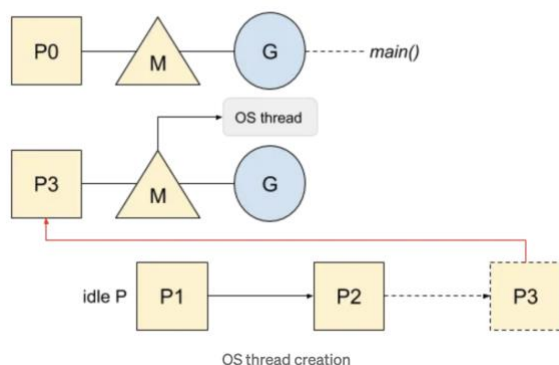 P0 M G main()
OS thread
P3 M G
idle P P1 P2 P3
OS thread creation